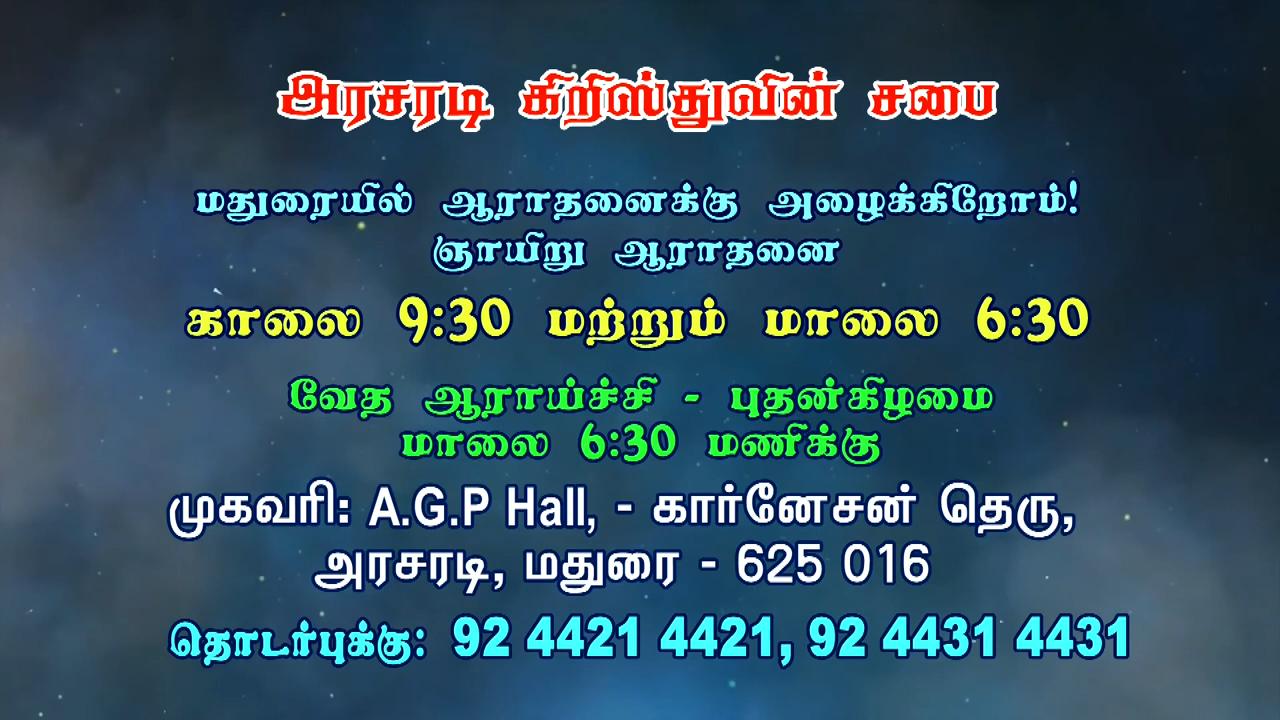 அரசரடி கிறிஸ்துவின் சபை
மதுரையில் ஆராதனைக்கு அழைக்கிறோம்!
ஞாயிறு ஆராதனை
காலை 9:30 மற்றும் மாலை 6:30
வேத ஆராய்ச்சி - புதன்கிழமை
மாலை 6:30 மணிக்கு
முகவரி: A.G.P Hall, - கார்னேசன் தெரு,
அரசரடி, மதுரை - 625 016
தொடர்புக்கு: 92 4421 4421, 92 4431 4431